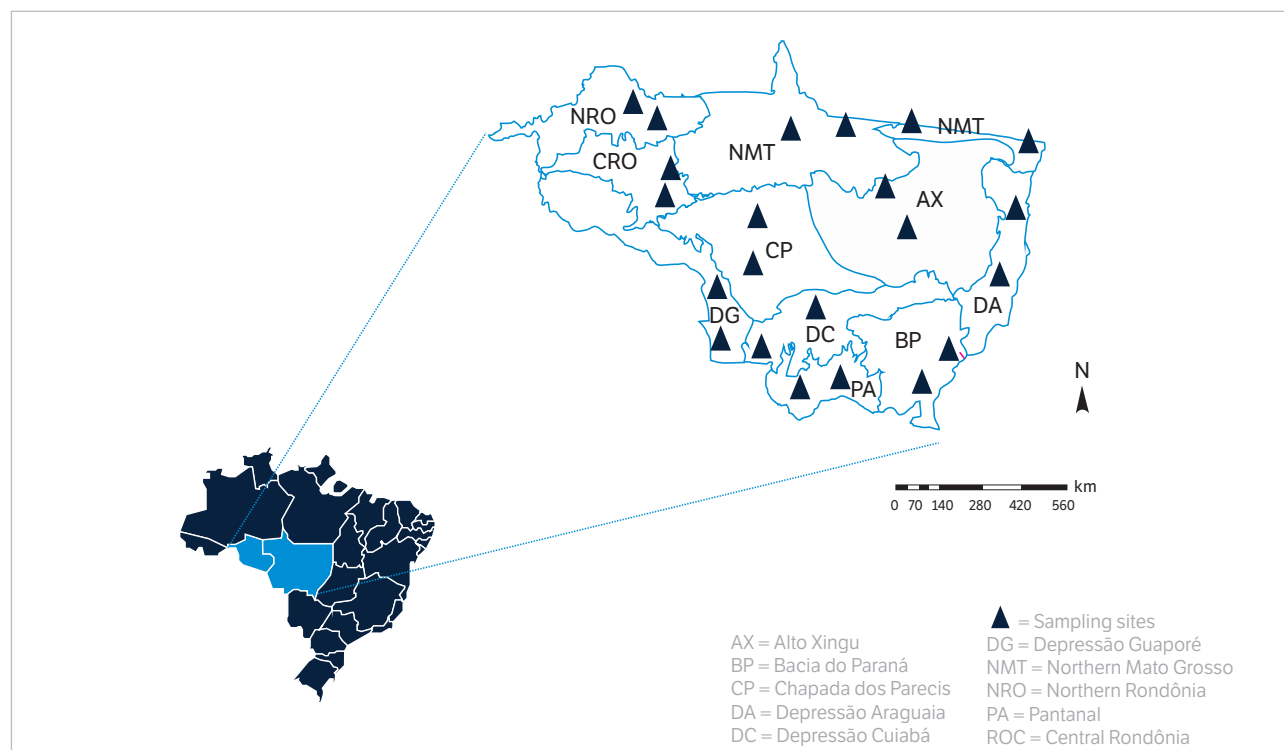 NRO
NMT
CRO
NMT
AX
CP
DA
DG
DC
BP
PA
N
km
0 70 140 280 420 560
= Sampling sites
AX = Alto Xingu
BP = Bacia do Paraná
CP = Chapada dos Parecis
DA = Depressão Araguaia
DC = Depressão Cuiabá
DG = Depressão Guaporé
NMT = Northern Mato Grosso
NRO = Northern Rondônia
PA = Pantanal
ROC = Central Rondônia